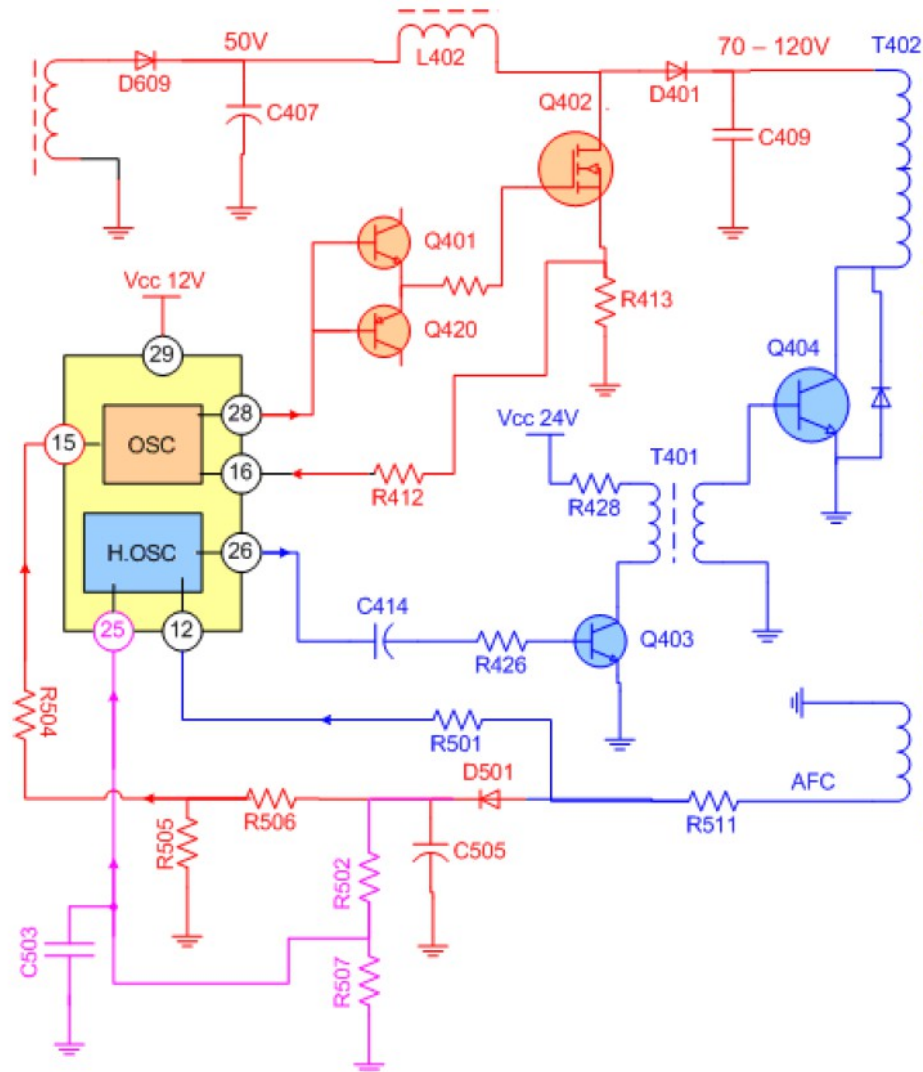 50V
L402
70 – 120V
T402
D609
C407
Q402
D401
C409
Q401
Q420
R413
Vcc 12V
29
Q404
28
OSC
15
16
R412
Vcc 24V
T401
R428
H.OSC
26
25
12
C414
R426
Q403
R504
R501
D501
AFC
R511
R506
R505
C505
R502
C503
R507